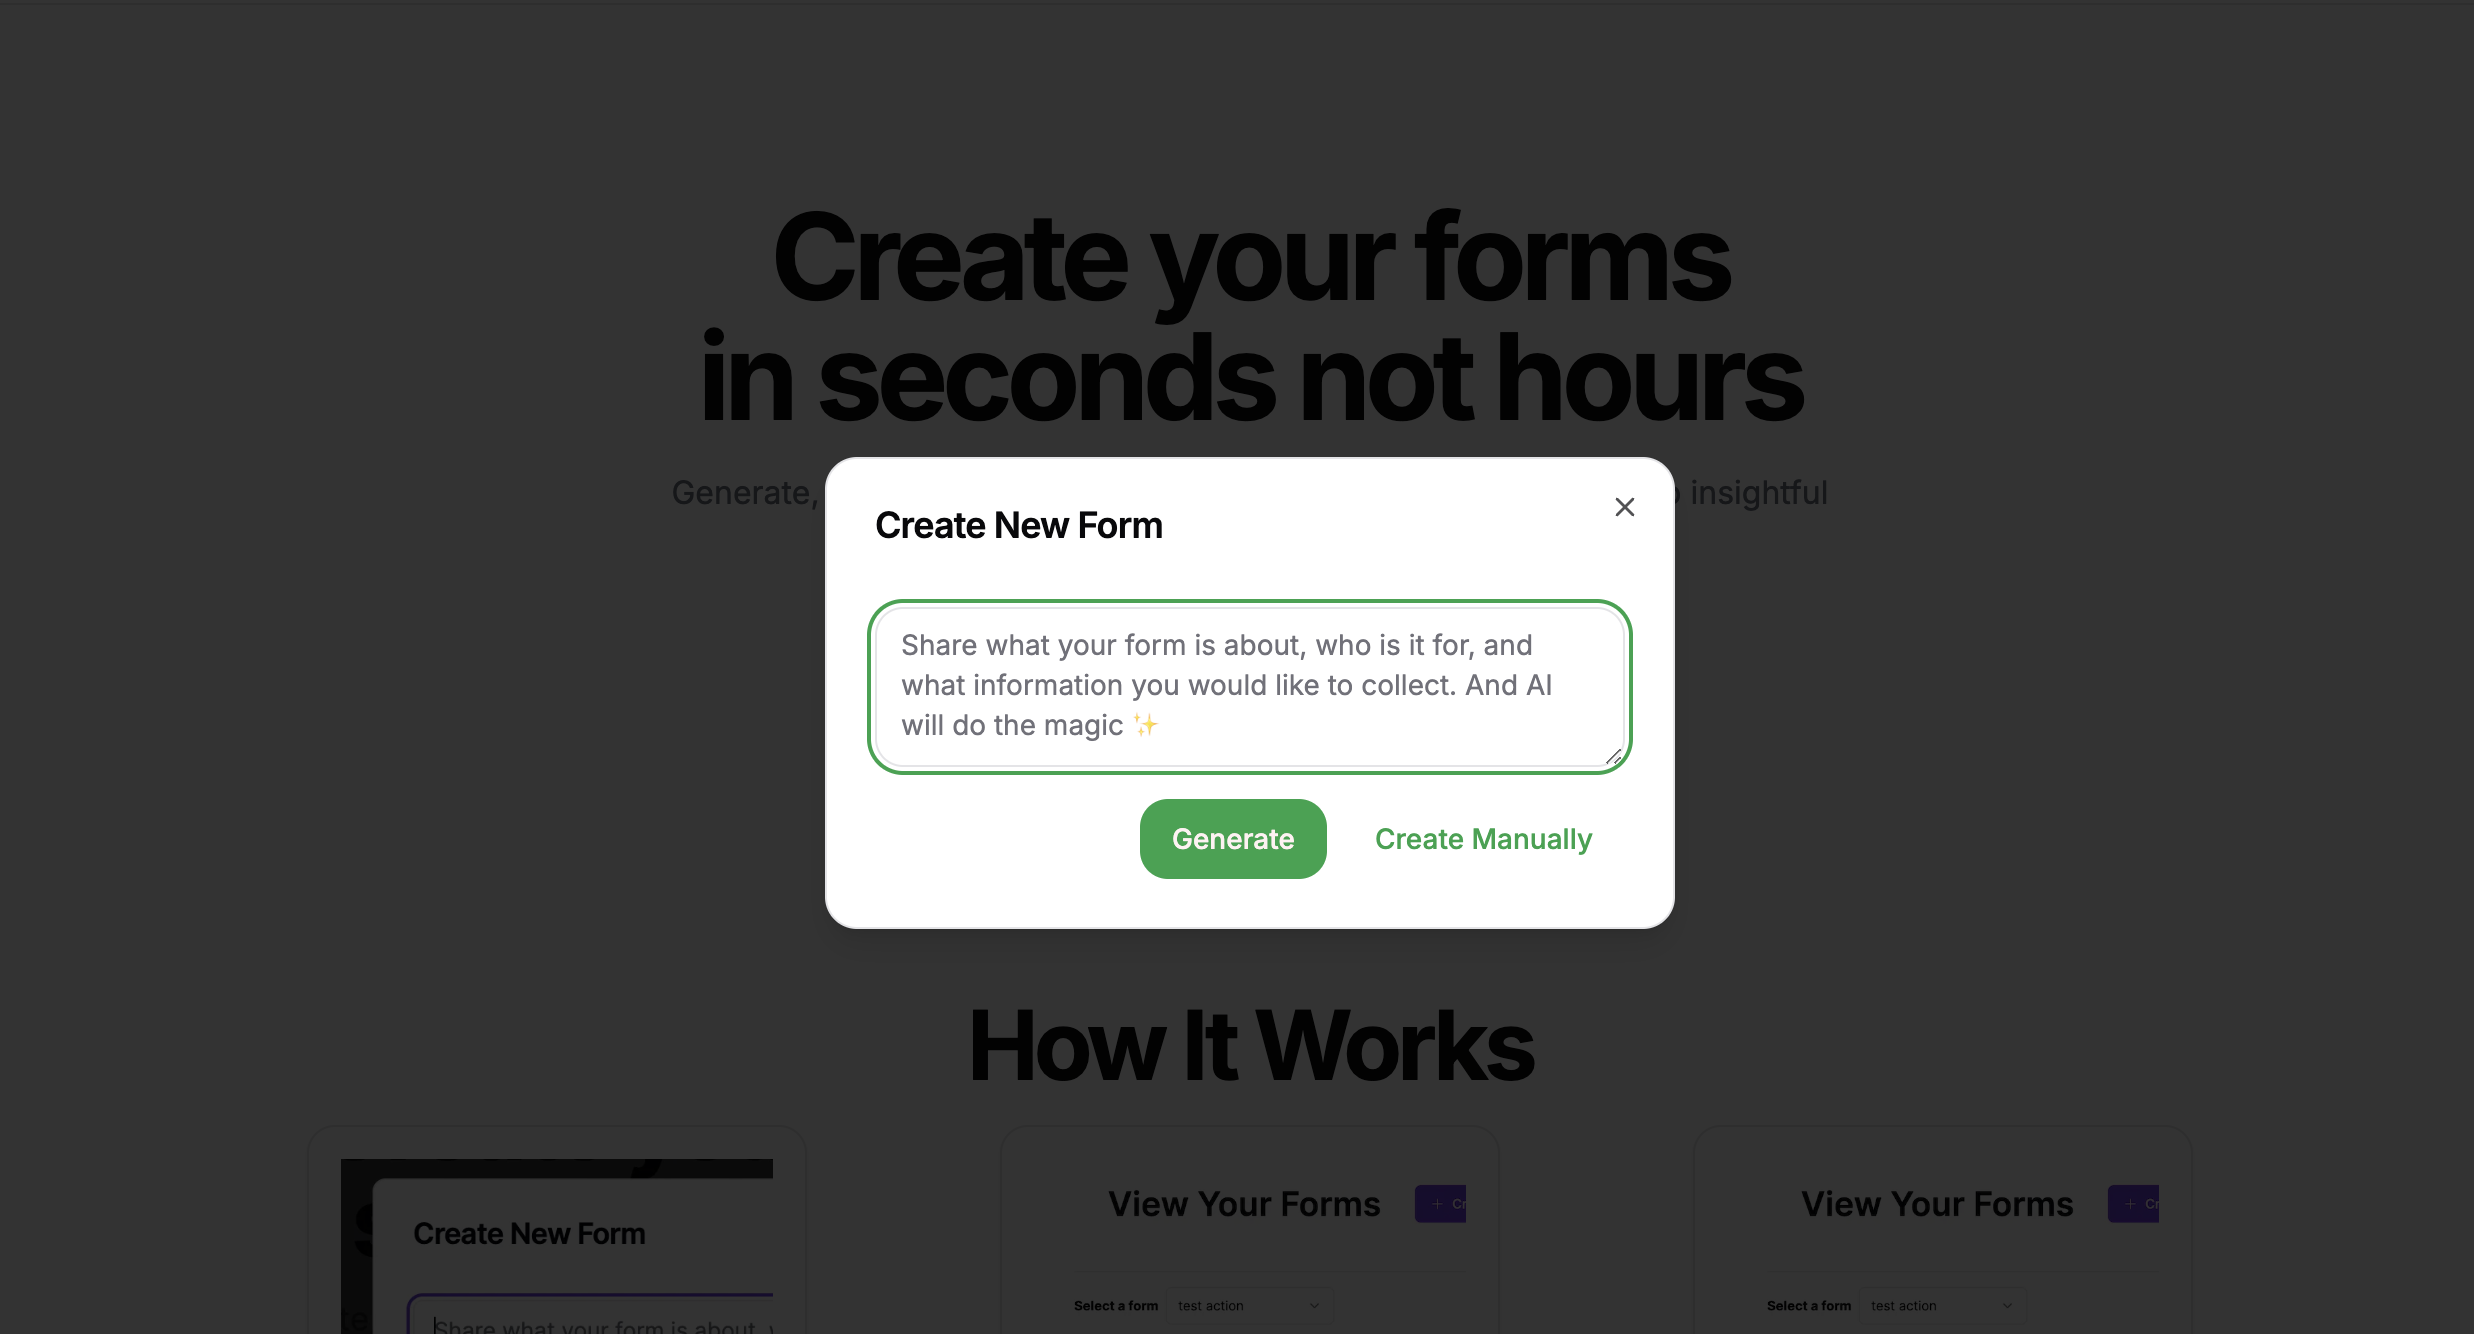 Create your forms
in seconds not hours
Generate,
insightful
Create New Form
Share what your form is about, who is it for, and
what information you would like to collect. And AI
will do the magic ✨
Generate
Create Manually
How It Works
Create New Form
Share what your form is about,
View Your Forms
+ Cr
Select a form
test action
View Your Forms
+ Cr
Select a form
test action